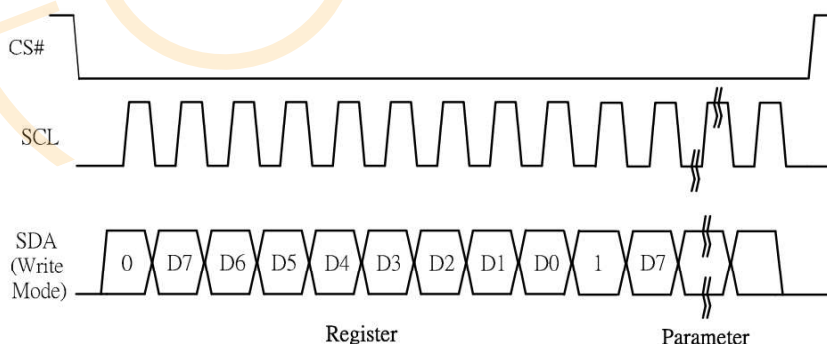 CS#
SCL
SDA
(Write
Mode)
0 D7 D6 D5 D4 D3 D2 D1 D0 1 D7
Register Parameter